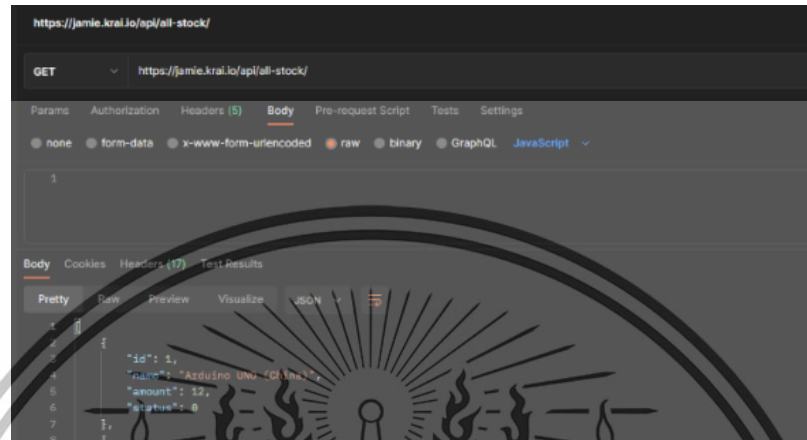 https://jamie.krai.io/api/all-stock/
GET https://jamie.krai.io/api/all-stock/
Params Authorization Headers (5) Body Pre-request Script Tests Settings
none form-data x-www-form-urlencoded raw binary GraphQL JavaScript
1
Body Cookies Headers (17) Test Results
Pretty Raw Preview Visualize JSON
1 [
2 {
3 "id": 1,
4 "name": "Arduino UNO (China)",
5 "amount": 12,
6 "status": 0
7 },
8 {